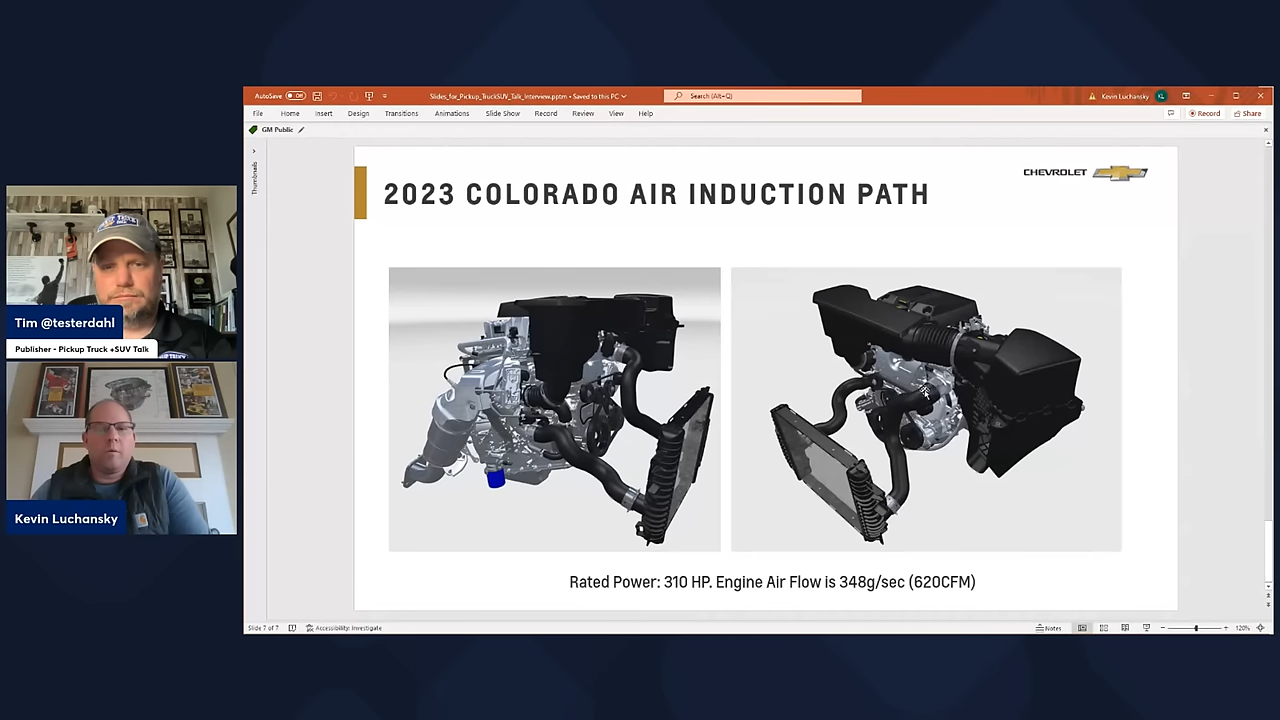 AutoSave Off
Slides_for_Pickup_TruckSUV_Talk_Interview.pptm • Saved to this PC
Search (Alt+Q)
Kevin Luchansky
KL
File Home Insert Design Transitions Animations Slide Show Record Review View Help
Record
Share
GM Public
Thumbnails
2023 COLORADO AIR INDUCTION PATH
CHEVROLET
Rated Power: 310 HP. Engine Air Flow is 348g/sec (620CFM)
Slide 7 of 7
Accessibility: Investigate
Notes
120%
Tim @testerdahl
Publisher - Pickup Truck +SUV Talk
Kevin Luchansky